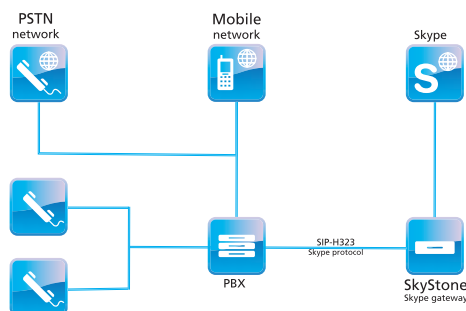 PSTN
network
Mobile
network
Skype
S
SIP-H323
Skype protocol
PBX
SkyStone
Skype gateway